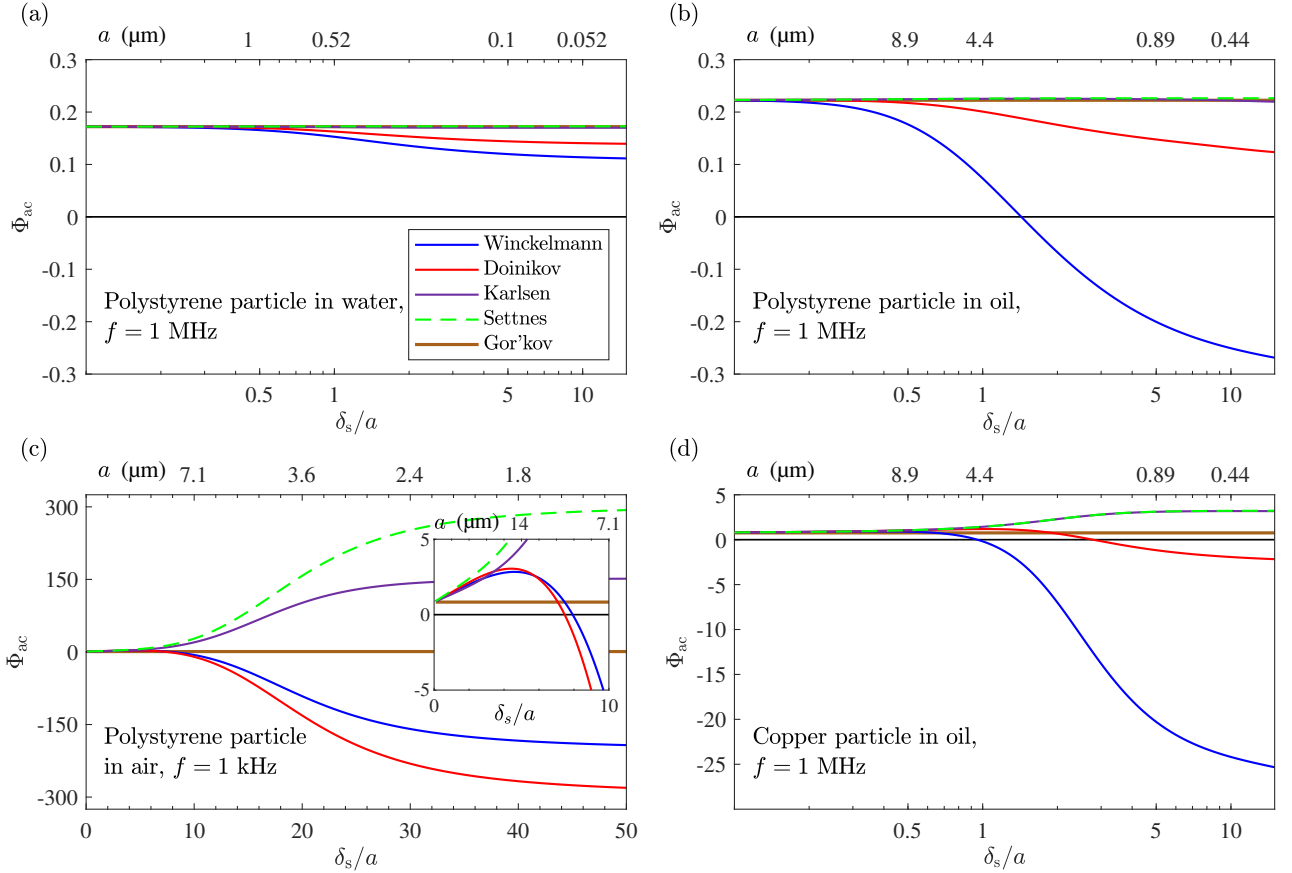 (a)
a (µm) 1 0.52 0.1 0.052
0.3
0.2
0.1
0
-0.1
-0.2
-0.3
Φac
Winckelmann
Doinikov
Karlsen
Settnes
Gor'kov
Polystyrene particle in water,
f = 1 MHz
0.5 1 5 10
δs/a
(b)
a (µm) 8.9 4.4 0.89 0.44
0.3
0.2
0.1
0
-0.1
-0.2
-0.3
Φac
Polystyrene particle in oil,
f = 1 MHz
0.5 1 5 10
δs/a
(c)
a (µm) 7.1 3.6 2.4 1.8
300
150
0
-150
-300
Φac
a (µm) 14 7.1
5
0
-5
0 10
δs/a
Polystyrene particle
in air, f = 1 kHz
0 10 20 30 40 50
δs/a
(d)
a (µm) 8.9 4.4 0.89 0.44
5
0
-5
-10
-15
-20
-25
Φac
Copper particle in oil,
f = 1 MHz
0.5 1 5 10
δs/a